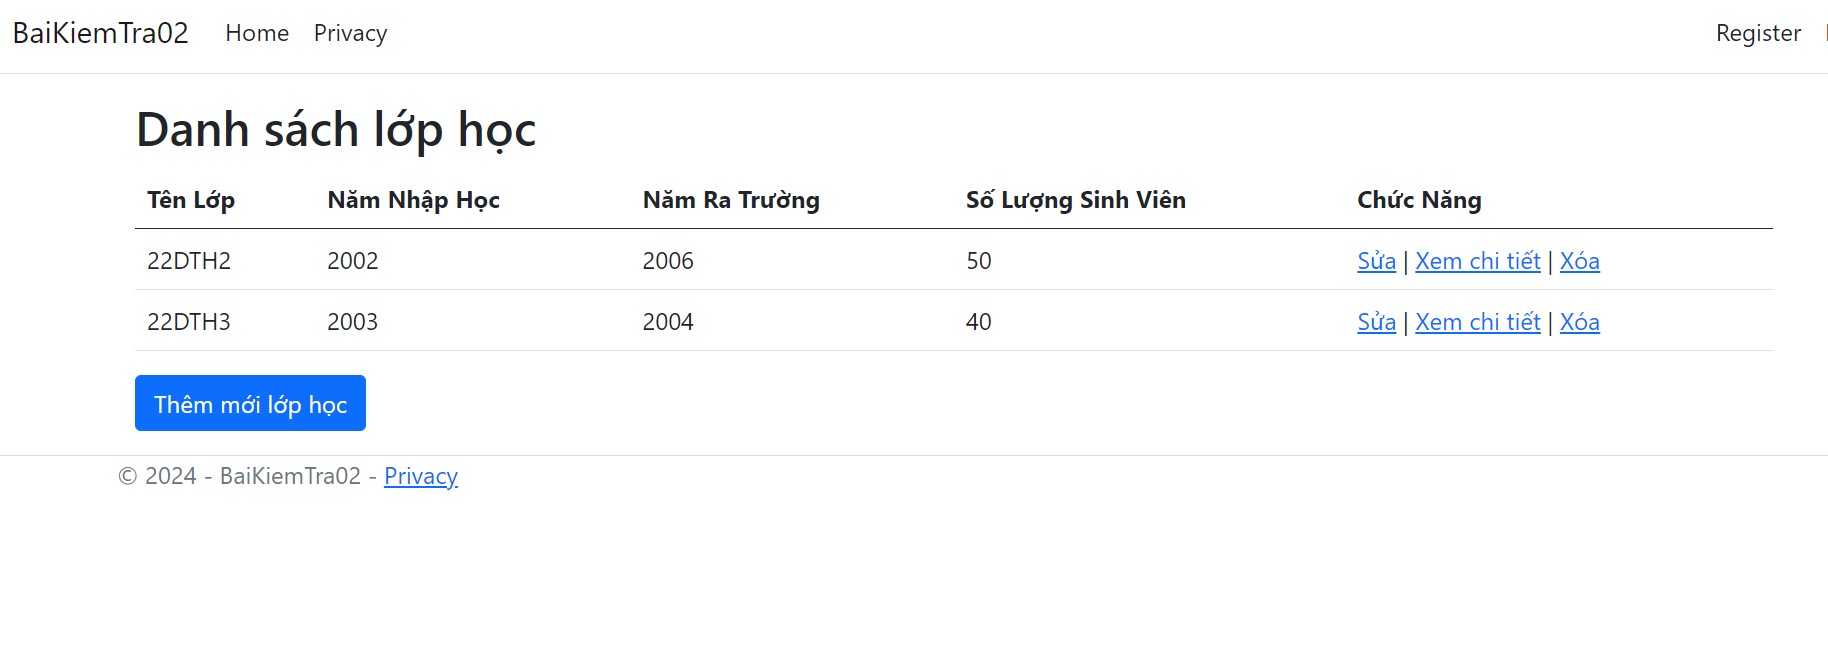 BaiKiemTra02 Home Privacy Register
Danh sách lớp học
Tên Lớp Năm Nhập Học Năm Ra Trường Số Lượng Sinh Viên Chức Năng
22DTH2 2002 2006 50 Sửa | Xem chi tiết | Xóa
22DTH3 2003 2004 40 Sửa | Xem chi tiết | Xóa
Thêm mới lớp học
© 2024 - BaiKiemTra02 - Privacy